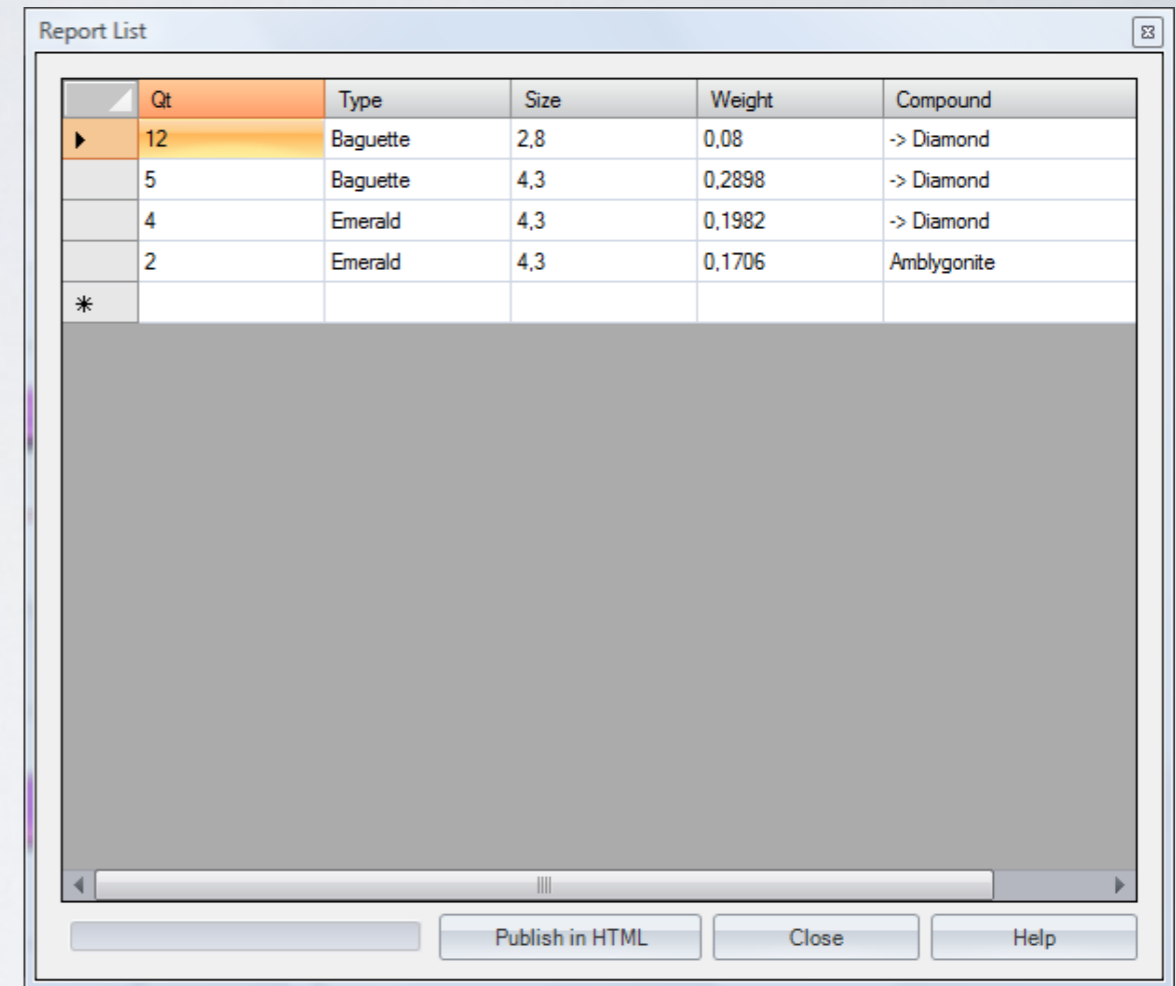 Report List
Qt Type Size Weight Compound
12 Baguette 2,8 0,08 -> Diamond
5 Baguette 4,3 0,2898 -> Diamond
4 Emerald 4,3 0,1982 -> Diamond
2 Emerald 4,3 0,1706 Amblygonite
Publish in HTML Close Help